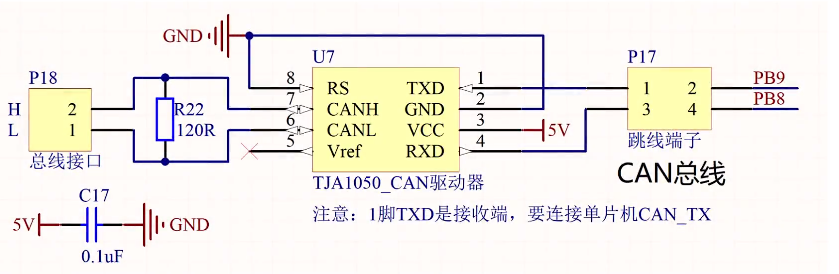 GND
U7
P17
P18
8 RS TXD 1
1 2 PB9
H 2
R22
7 CANH GND 2
3 4 PB8
L 1
120R
6 CANL VCC 3 5V
5 Vref RXD 4
跳线端子
总线接口
TJA1050_CAN驱动器
CAN总线
C17
注意：1脚TXD是接收端，要连接单片机CAN_TX
5V GND
0.1uF